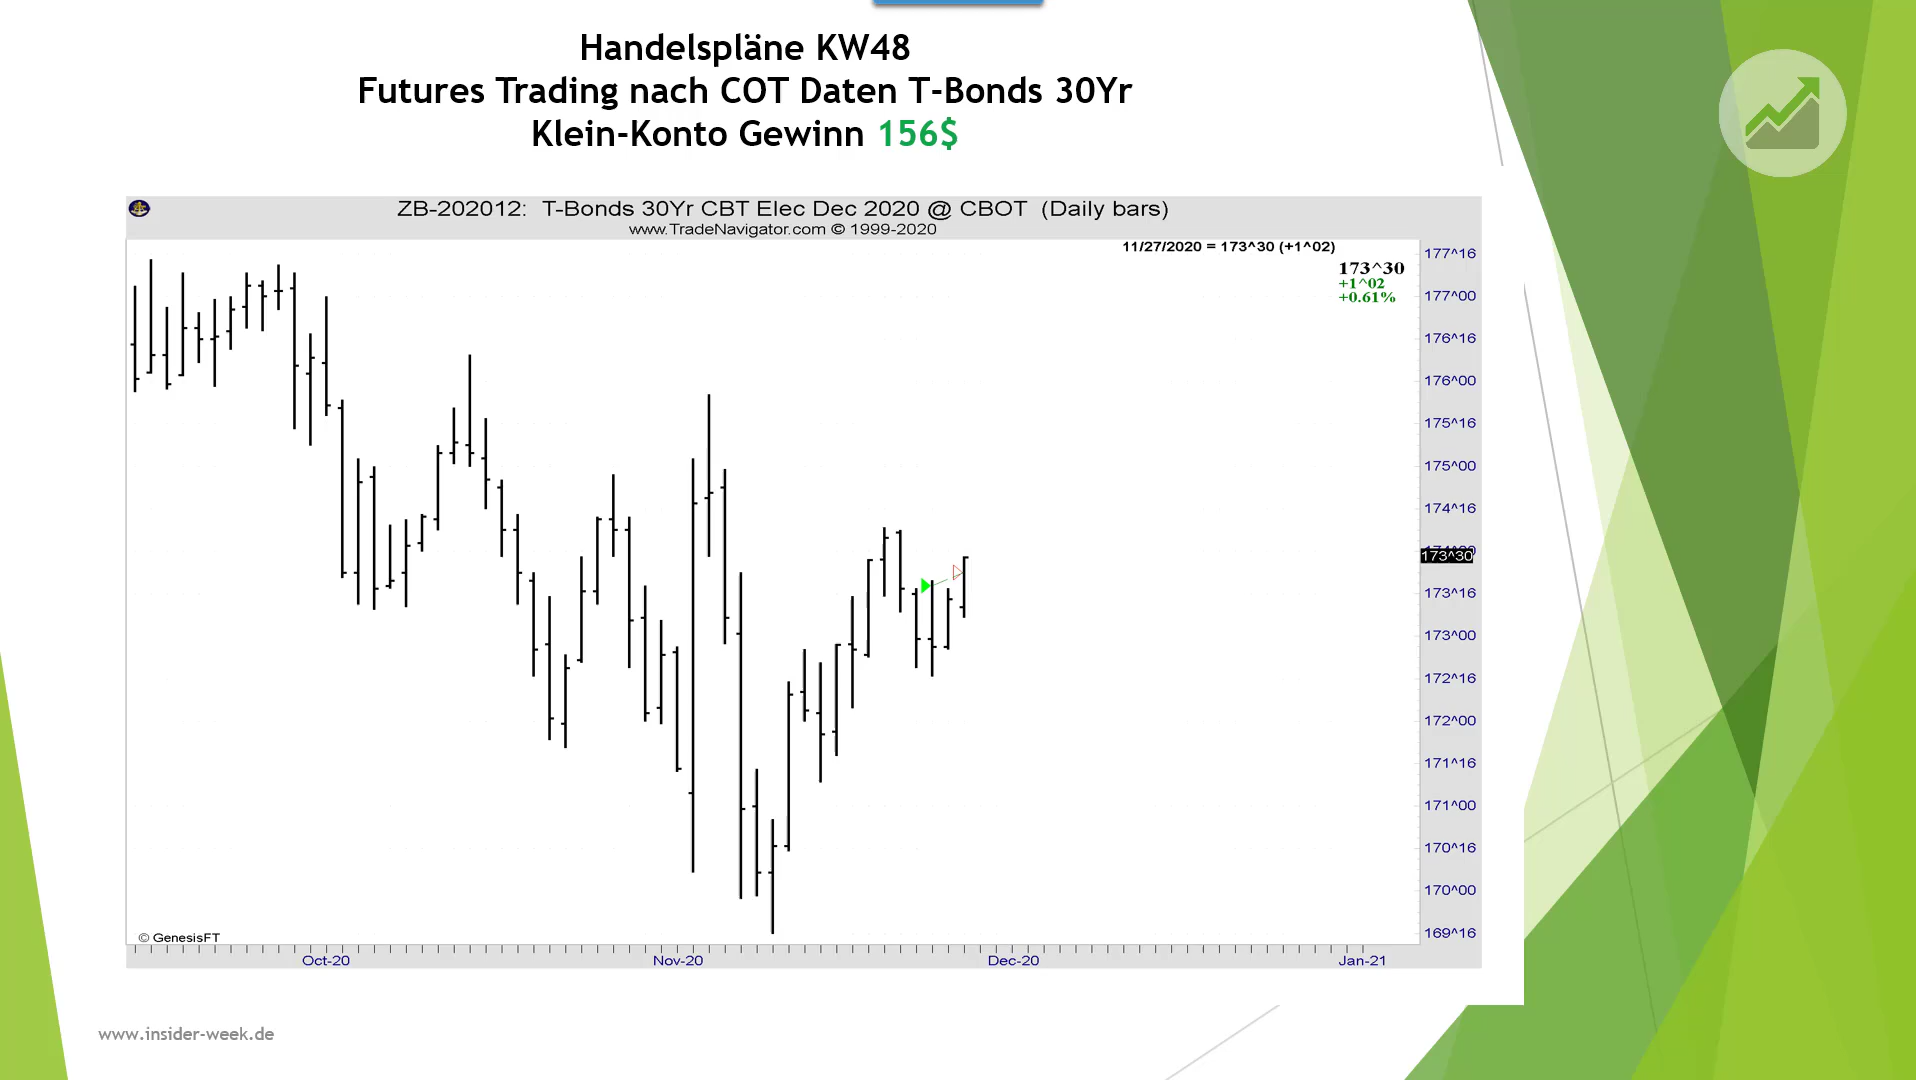 Handelspläne KW48
Futures Trading nach COT Daten T-Bonds 30Yr
Klein-Konto Gewinn 156$
ZB-202012: T-Bonds 30Yr CBT Elec Dec 2020 @ CBOT (Daily bars)
www.TradeNavigator.com © 1999-2020
11/27/2020 = 173^30 (+1^02)
173^30
+1^02
+0.61%
177^16
177^00
176^16
176^00
175^16
175^00
174^16
173^30
173^16
173^00
172^16
172^00
171^16
171^00
170^16
170^00
169^16
© GenesisFT
Oct-20 Nov-20 Dec-20 Jan-21
www.insider-week.de